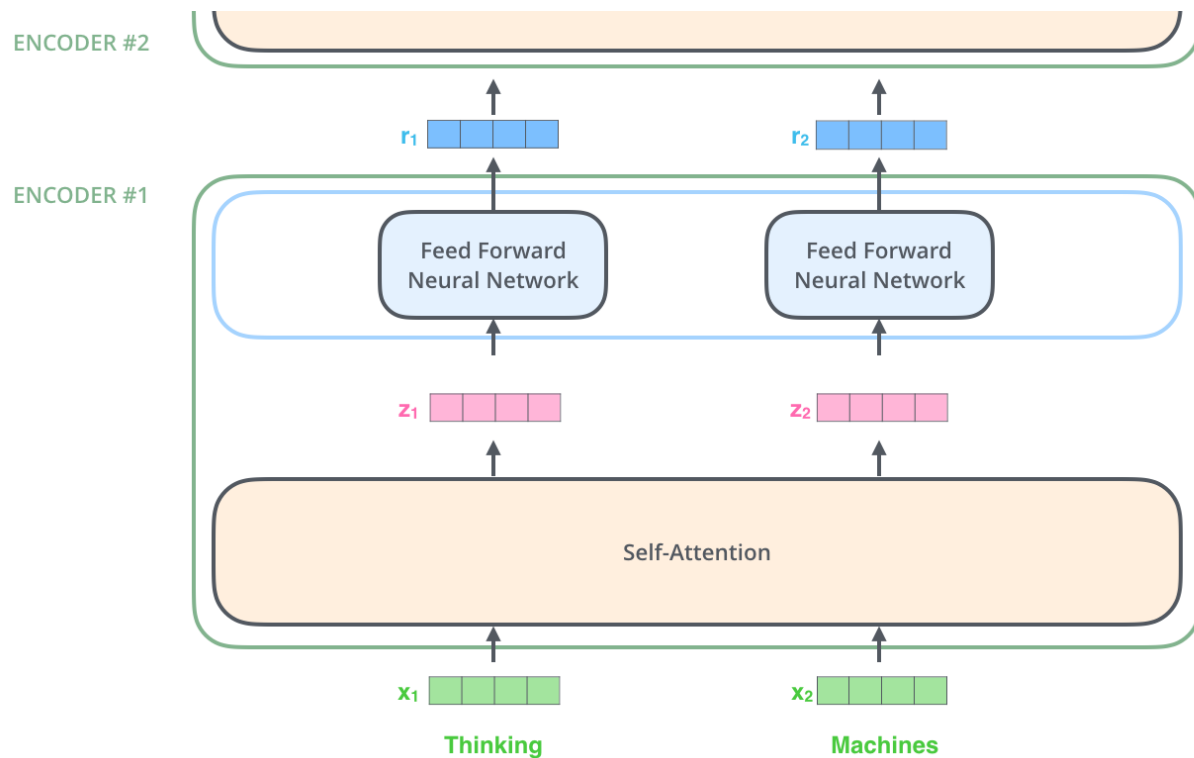 ENCODER #2
r₁
r₂
ENCODER #1
Feed Forward
Neural Network
Feed Forward
Neural Network
z₁
z₂
Self-Attention
x₁
x₂
Thinking
Machines